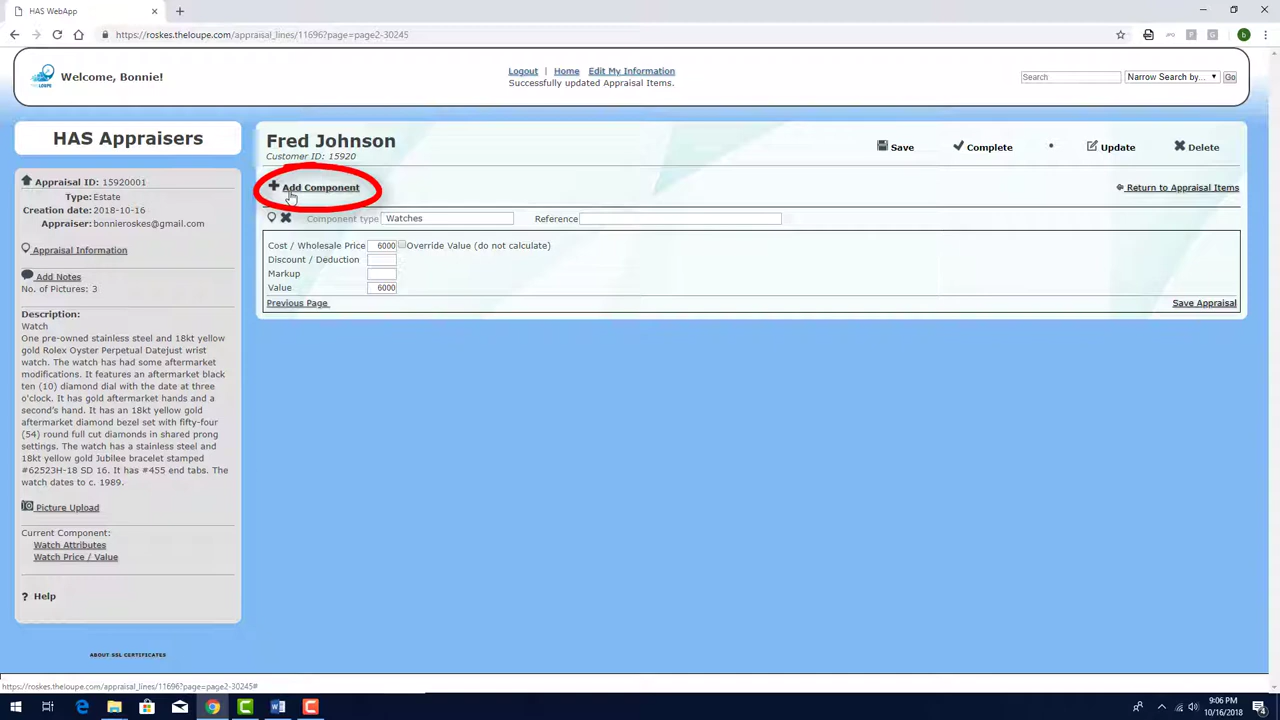 HAS WebApp
https://roskes.theloupe.com/appraisal_lines/11696?page=page2-30245
Welcome, Bonnie!
Logout | Home Edit My Information
Successfully updated Appraisal Items.
Search
Narrow Search by...
Go
HAS Appraisers
Appraisal ID: 15920001
Type: Estate
Creation date: 2018-10-16
Appraiser: bonnieroskes@gmail.com
Appraisal Information
Add Notes
No. of Pictures: 3
Description:
Watch
One pre-owned stainless steel and 18kt yellow
gold Rolex Oyster Perpetual Datejust wrist
watch. The watch has had some aftermarket
modifications. It features an aftermarket black
ten (10) diamond dial with the date at three
o'clock. It has gold aftermarket hands and a
second's hand. It has an 18kt yellow gold
aftermarket diamond bezel set with fifty-four
(54) round full cut diamonds in shared prong
settings. The watch has a stainless steel and
18kt yellow gold Jubilee bracelet stamped
#62523H-18 SD 16. It has #455 end tabs. The
watch dates to c. 1989.
Picture Upload
Current Component:
Watch Attributes
Watch Price / Value
? Help
ABOUT SSL CERTIFICATES
Fred Johnson
Customer ID: 15920
Save Complete • Update Delete
Add Component
Return to Appraisal Items
Component type Watches Reference
Cost / Wholesale Price 6000 Override Value (do not calculate)
Discount / Deduction
Markup
Value 6000
Previous Page
Save Appraisal
https://roskes.theloupe.com/appraisal_lines/11696?page=page2-30245#
9:06 PM
10/16/2018